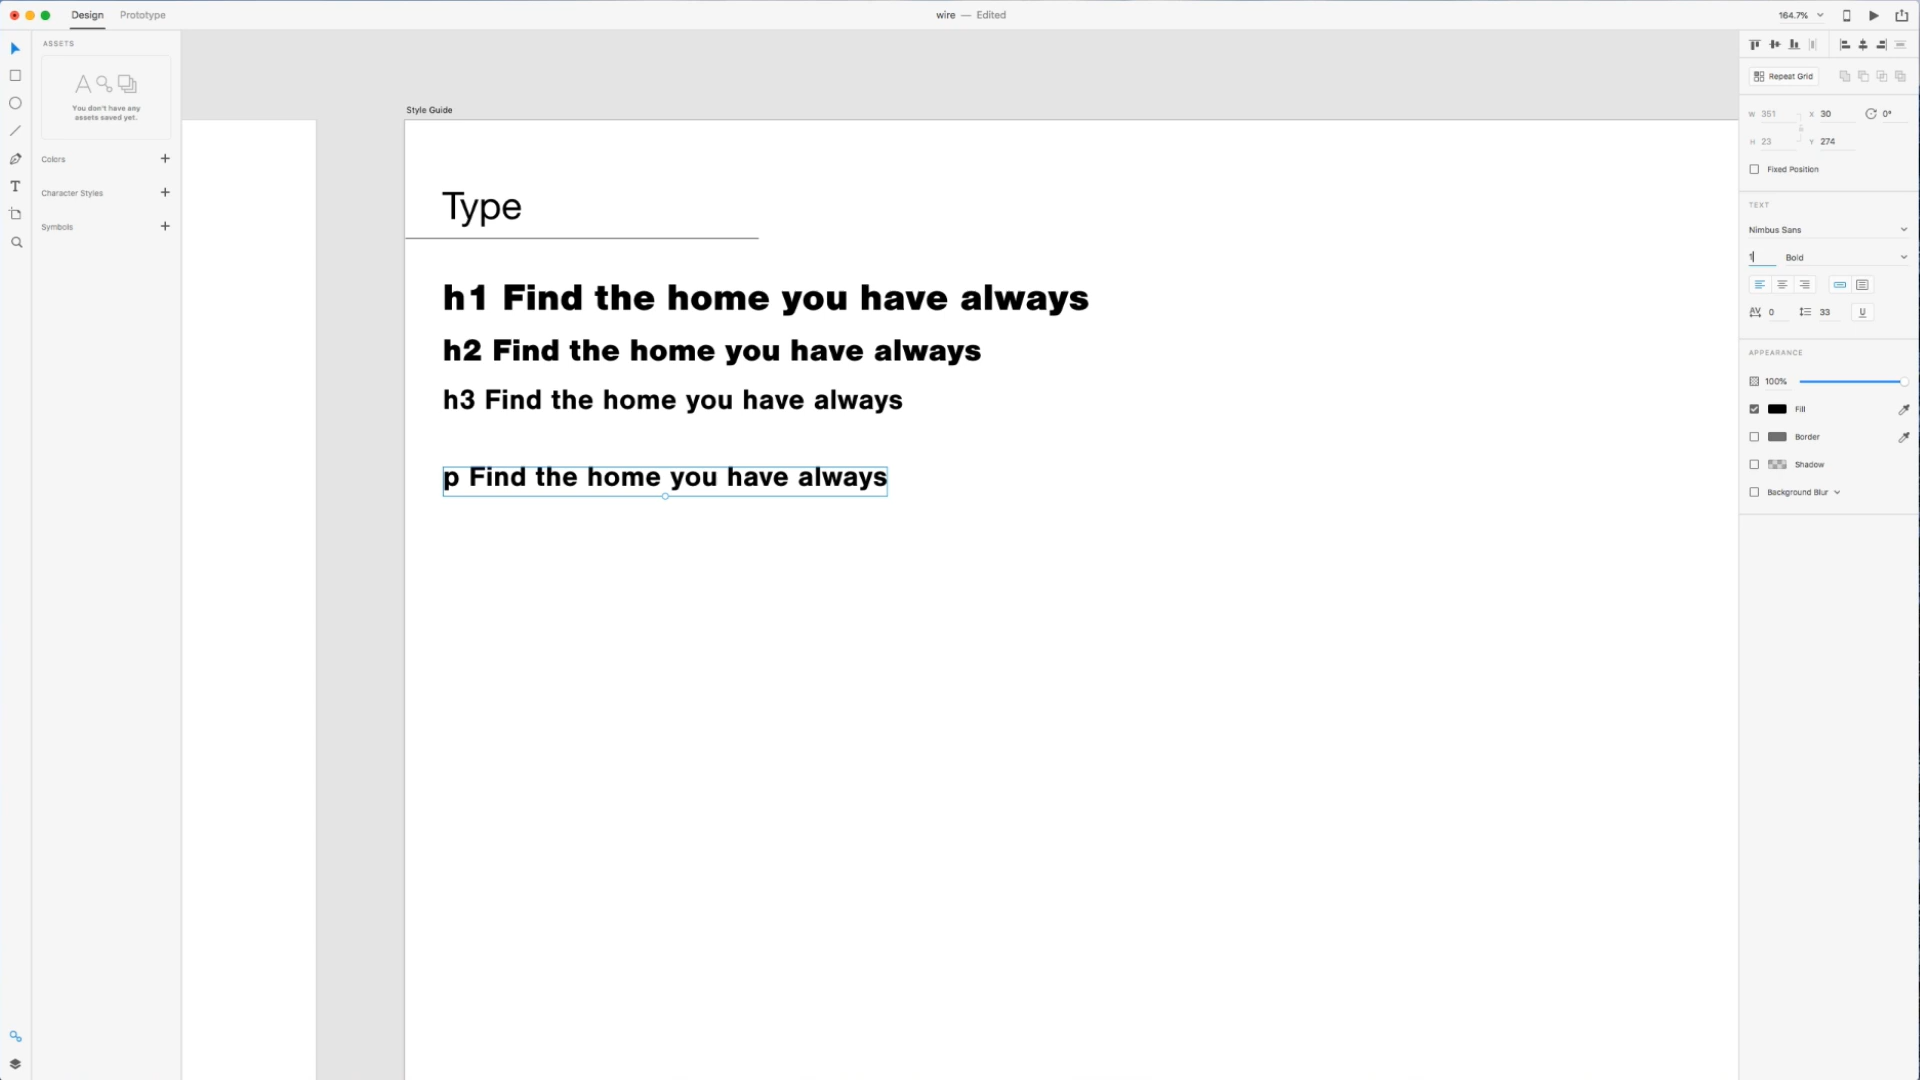 Design Prototype
wire — Edited
164.7%
ASSETS
You don't have any
assets saved yet.
Colors
Character Styles
Symbols
Style Guide
Type
h1 Find the home you have always
h2 Find the home you have always
h3 Find the home you have always
p Find the home you have always
Repeat Grid
W 351 X 30 0°
H 23 Y 274
Fixed Position
TEXT
Nimbus Sans
1 Bold
AV 0 33 U
APPEARANCE
100%
Fill
Border
Shadow
Background Blur